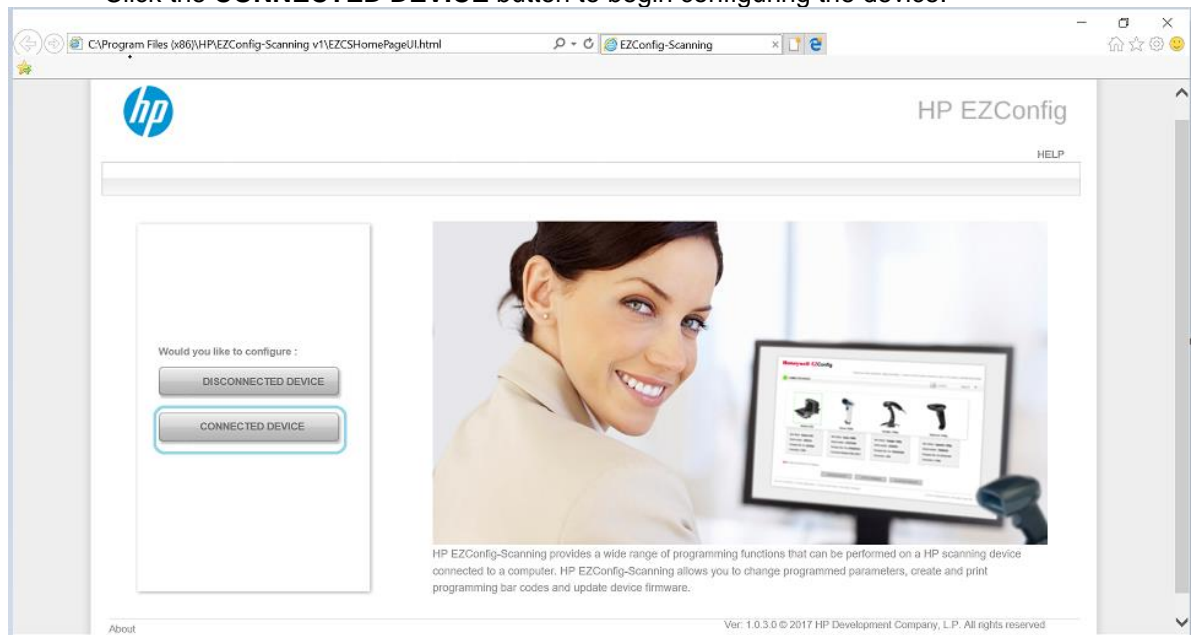 Click the CONNECTED DEVICE button to begin configuring the device.
C:\Program Files (x86)\HP\EZConfig-Scanning v1\EZCSHomePageUI.html
EZConfig-Scanning
hp
HP EZConfig
HELP
Would you like to configure :
DISCONNECTED DEVICE
CONNECTED DEVICE
Honeywell EZConfig
HP EZConfig-Scanning provides a wide range of programming functions that can be performed on a HP scanning device
connected to a computer. HP EZConfig-Scanning allows you to change programmed parameters, create and print
programming bar codes and update device firmware.
About
Ver: 1.0.3.0 © 2017 HP Development Company, L.P. All rights reserved